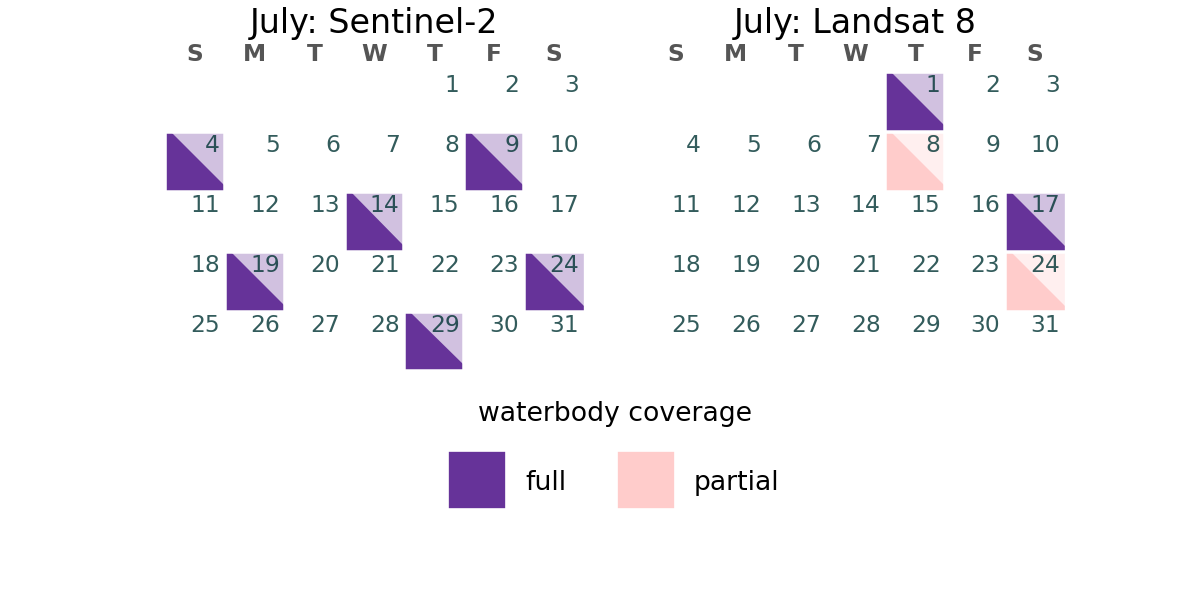 July: Sentinel-2
S M T W T F S
1 2 3
4 5 6 7 8 9 10
11 12 13 14 15 16 17
18 19 20 21 22 23 24
25 26 27 28 29 30 31
July: Landsat 8
S M T W T F S
1 2 3
4 5 6 7 8 9 10
11 12 13 14 15 16 17
18 19 20 21 22 23 24
25 26 27 28 29 30 31
waterbody coverage
full partial